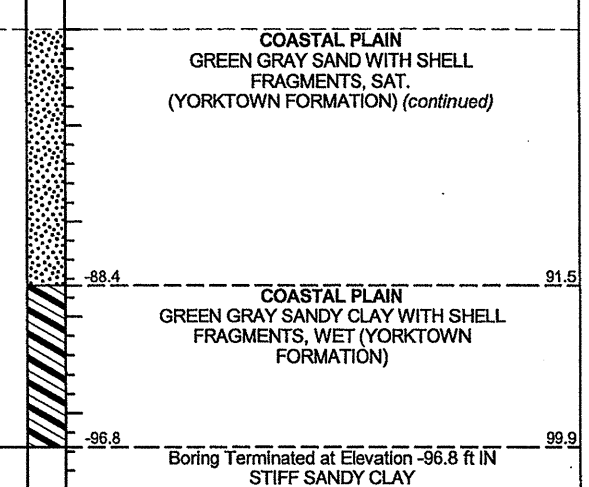 COASTAL PLAIN
GREEN GRAY SAND WITH SHELL
FRAGMENTS, SAT.
(YORKTOWN FORMATION) (continued)
-88.4 91.5
COASTAL PLAIN
GREEN GRAY SANDY CLAY WITH SHELL
FRAGMENTS, WET (YORKTOWN
FORMATION)
-96.8 99.9
Boring Terminated at Elevation -96.8 ft IN
STIFF SANDY CLAY